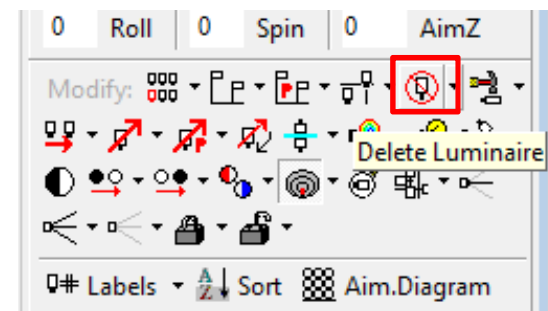 0 Roll 0 Spin 0 AimZ
Modify:
Delete Luminaire
Labels Sort Aim.Diagram